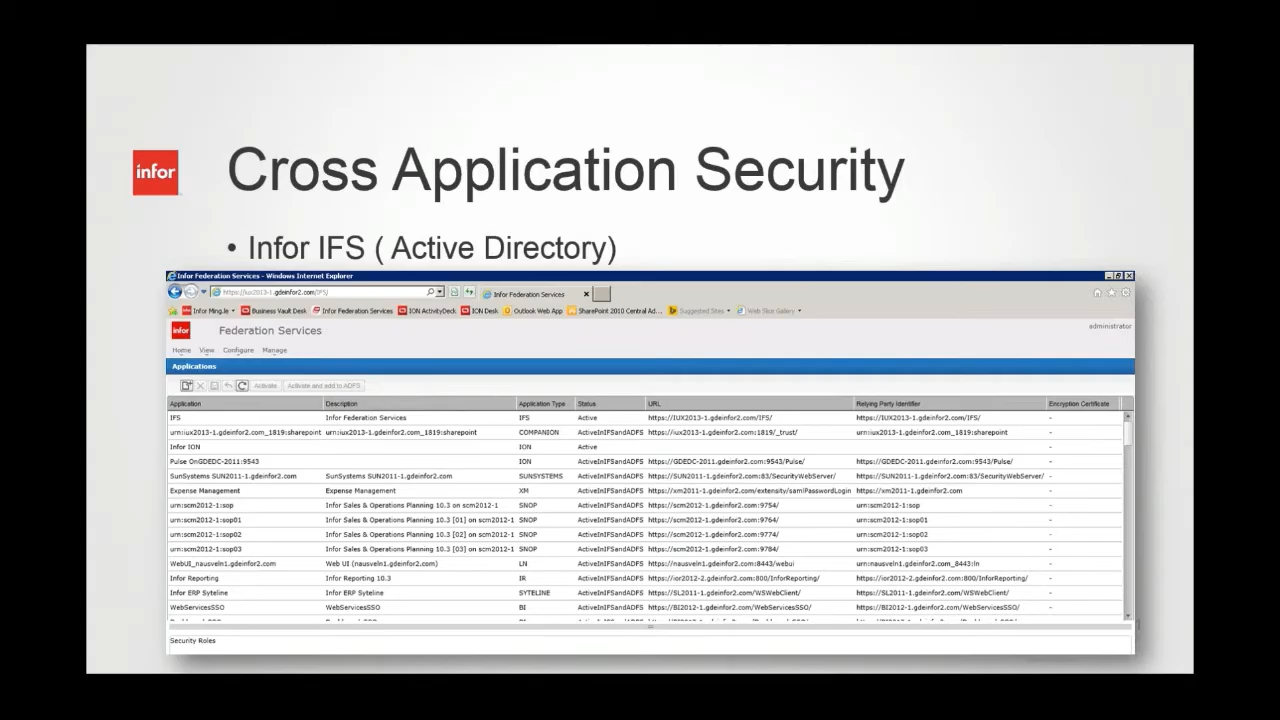 infor
Cross Application Security
• Infor IFS ( Active Directory)
Infor Federation Services - Windows Internet Explorer
https://iux2013-1.gdeinfor2.com/IFS/ Infor Federation Services
Infor Ming.le Business Vault Desk Infor Federation Services ION ActivityDeck ION Desk Outlook Web App SharePoint 2010 Central Ad... Suggested Sites Web Slice Gallery
infor Federation Services administrator
Home View Configure Manage
Applications
Activate Activate and add to ADFS
Application Description Application Type Status URL Relying Party Identifier Encryption Certificate
IFS Infor Federation Services IFS Active https://IUX2013-1.gdeinfor2.com/IFS/ https://IUX2013-1.gdeinfor2.com/IFS/ -
urn:iux2013-1.gdeinfor2.com_1819:sharepoint urn:iux2013-1.gdeinfor2.com_1819:sharepoint COMPANION ActiveInIFSandADFS https://iux2013-1.gdeinfor2.com:1819/_trust/ urn:iux2013-1.gdeinfor2.com_1819:sharepoint -
Infor ION ION Active -
Pulse OnGDEDC-2011:9543 ION ActiveInIFSandADFS https://GDEDC-2011.gdeinfor2.com:9543/Pulse/ https://GDEDC-2011.gdeinfor2.com:9543/Pulse/ -
SunSystems SUN2011-1.gdeinfor2.com SunSystems SUN2011-1.gdeinfor2.com SUNSYSTEMS ActiveInIFSandADFS https://SUN2011-1.gdeinfor2.com:83/SecurityWebServer/ https://SUN2011-1.gdeinfor2.com:83/SecurityWebServer/ -
Expense Management Expense Management XM ActiveInIFSandADFS https://xm2011-1.gdeinfor2.com/extensity/samlPasswordLogin https://xm2011-1.gdeinfor2.com -
urn:scm2012-1:sop Infor Sales & Operations Planning 10.3 on scm2012-1 SNOP ActiveInIFSandADFS https://scm2012-1.gdeinfor2.com:9754/ urn:scm2012-1:sop -
urn:scm2012-1:sop01 Infor Sales & Operations Planning 10.3 [01] on scm2012-1 SNOP ActiveInIFSandADFS https://scm2012-1.gdeinfor2.com:9764/ urn:scm2012-1:sop01 -
urn:scm2012-1:sop02 Infor Sales & Operations Planning 10.3 [02] on scm2012-1 SNOP ActiveInIFSandADFS https://scm2012-1.gdeinfor2.com:9774/ urn:scm2012-1:sop02 -
urn:scm2012-1:sop03 Infor Sales & Operations Planning 10.3 [03] on scm2012-1 SNOP ActiveInIFSandADFS https://scm2012-1.gdeinfor2.com:9784/ urn:scm2012-1:sop03 -
WebUI_nausveln1.gdeinfor2.com Web UI (nausveln1.gdeinfor2.com) LN ActiveInIFSandADFS https://nausveln1.gdeinfor2.com:8443/webui urn:nausveln1.gdeinfor2.com_8443:ln -
Infor Reporting Infor Reporting 10.3 IR ActiveInIFSandADFS https://ior2012-2.gdeinfor2.com:800/InforReporting/ https://ior2012-2.gdeinfor2.com:800/InforReporting/ -
Infor ERP Syteline Infor ERP Syteline SYTELINE ActiveInIFSandADFS https://SL2011-1.gdeinfor2.com/WSWebClient/ https://SL2011-1.gdeinfor2.com/WSWebClient/ -
WebServicesSSO WebServicesSSO BI ActiveInIFSandADFS https://BI2012-1.gdeinfor2.com/WebServicesSSO/ https://BI2012-1.gdeinfor2.com/WebServicesSSO/ -
Security Roles